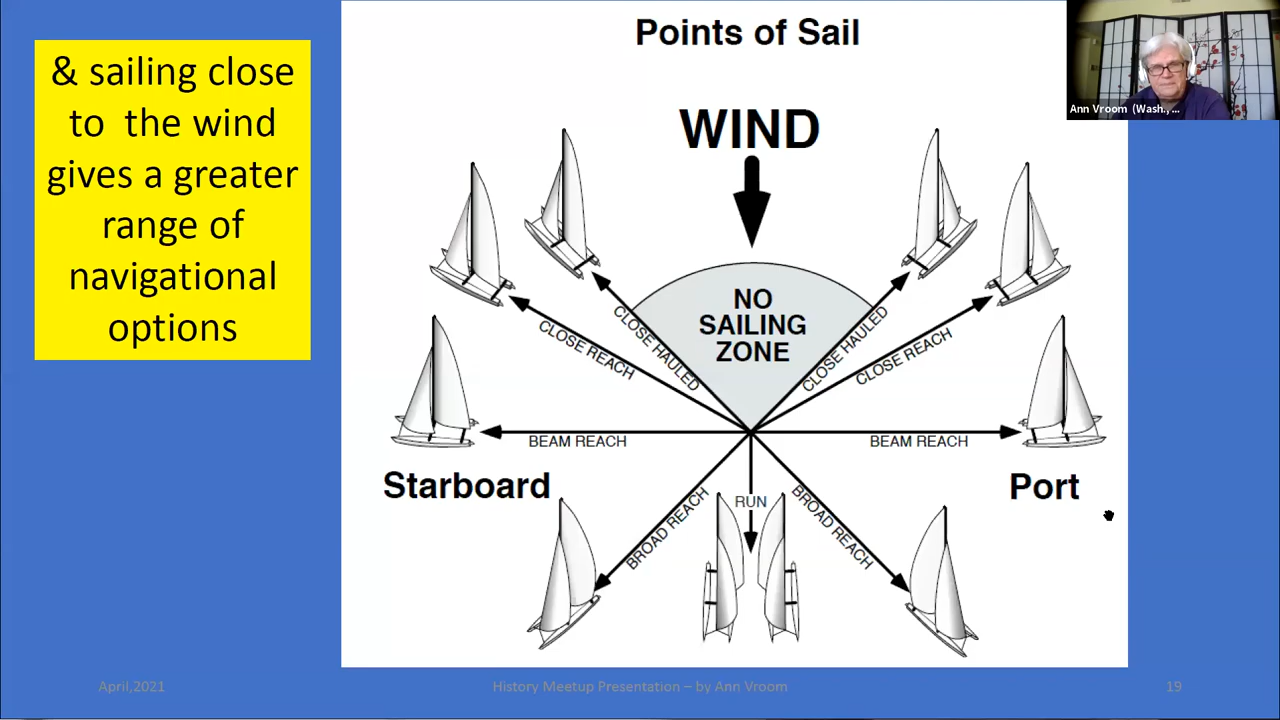 & sailing close
to the wind
gives a greater
range of
navigational
options
Points of Sail
WIND
NO
SAILING
ZONE
CLOSE HAULED
CLOSE REACH
CLOSE HAULED
CLOSE REACH
BEAM REACH
BEAM REACH
Starboard
Port
BROAD REACH
RUN
BROAD REACH
Ann Vroom (Wash., ...
April,2021
History Meetup Presentation – by Ann Vroom
19